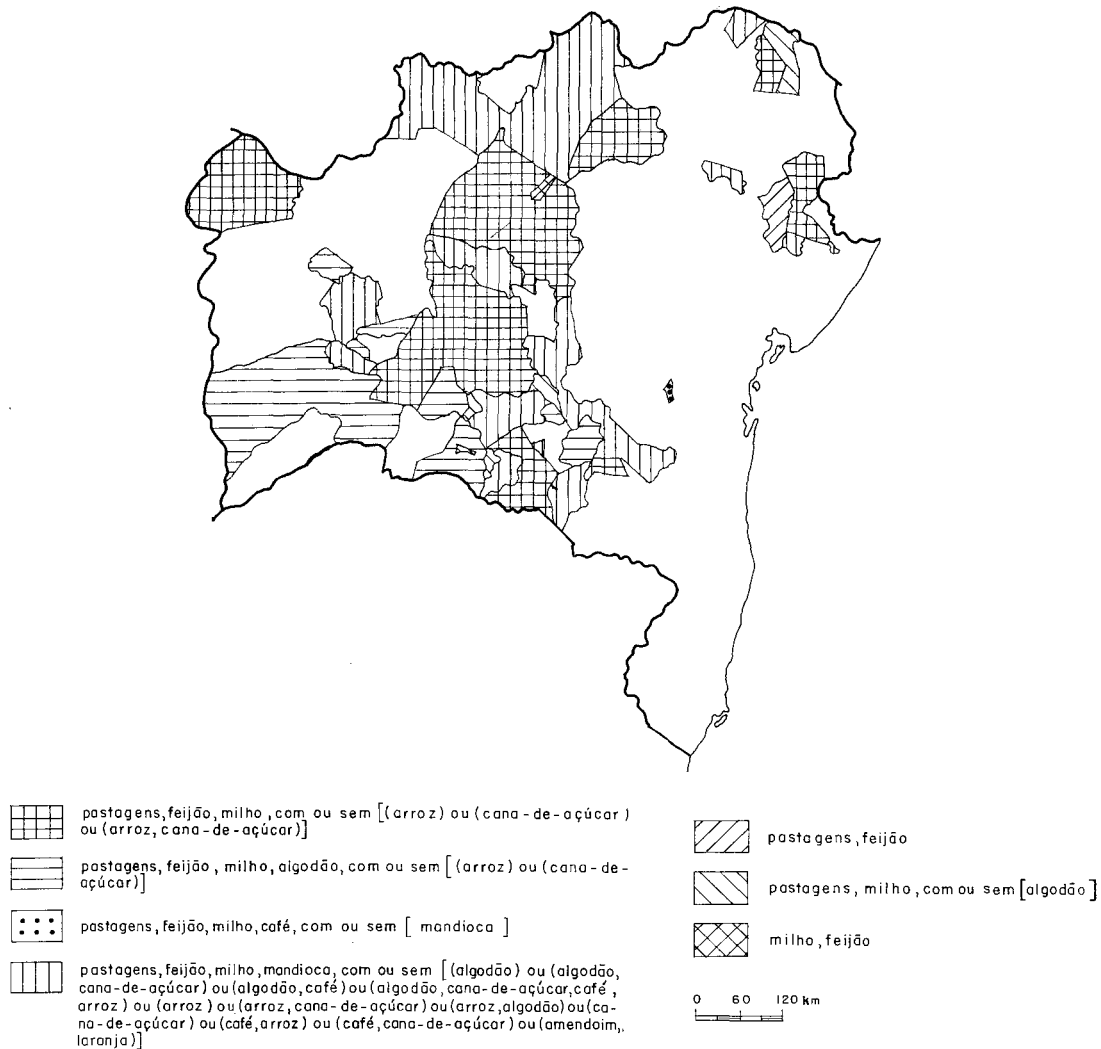 pastagens, feijão, milho, com ou sem [(arroz) ou (cana-de-açúcar)
ou (arroz, cana-de-açúcar)]
pastagens, feijão, milho, algodão, com ou sem [(arroz) ou (cana-de-
açúcar)]
pastagens, feijão, milho, café, com ou sem [ mandioca ]
pastagens, feijão, milho, mandioca, com ou sem [(algodão) ou (algodão,
cana-de-açúcar) ou (algodão, café) ou (algodão, cana-de-açúcar, café,
arroz) ou (arroz) ou (arroz, cana-de-açúcar) ou (arroz, algodão) ou (ca-
na-de-açúcar) ou (café, arroz) ou (café, cana-de-açúcar) ou (amendoim,
laranja)]
pastagens, feijão
pastagens, milho, com ou sem [algodão]
milho, feijão
0 60 120 km